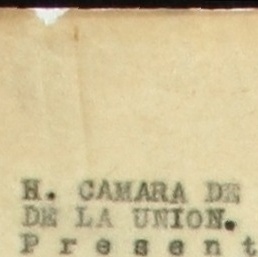 H. CAMARA DE
DE LA UNION.
P r e s e n t